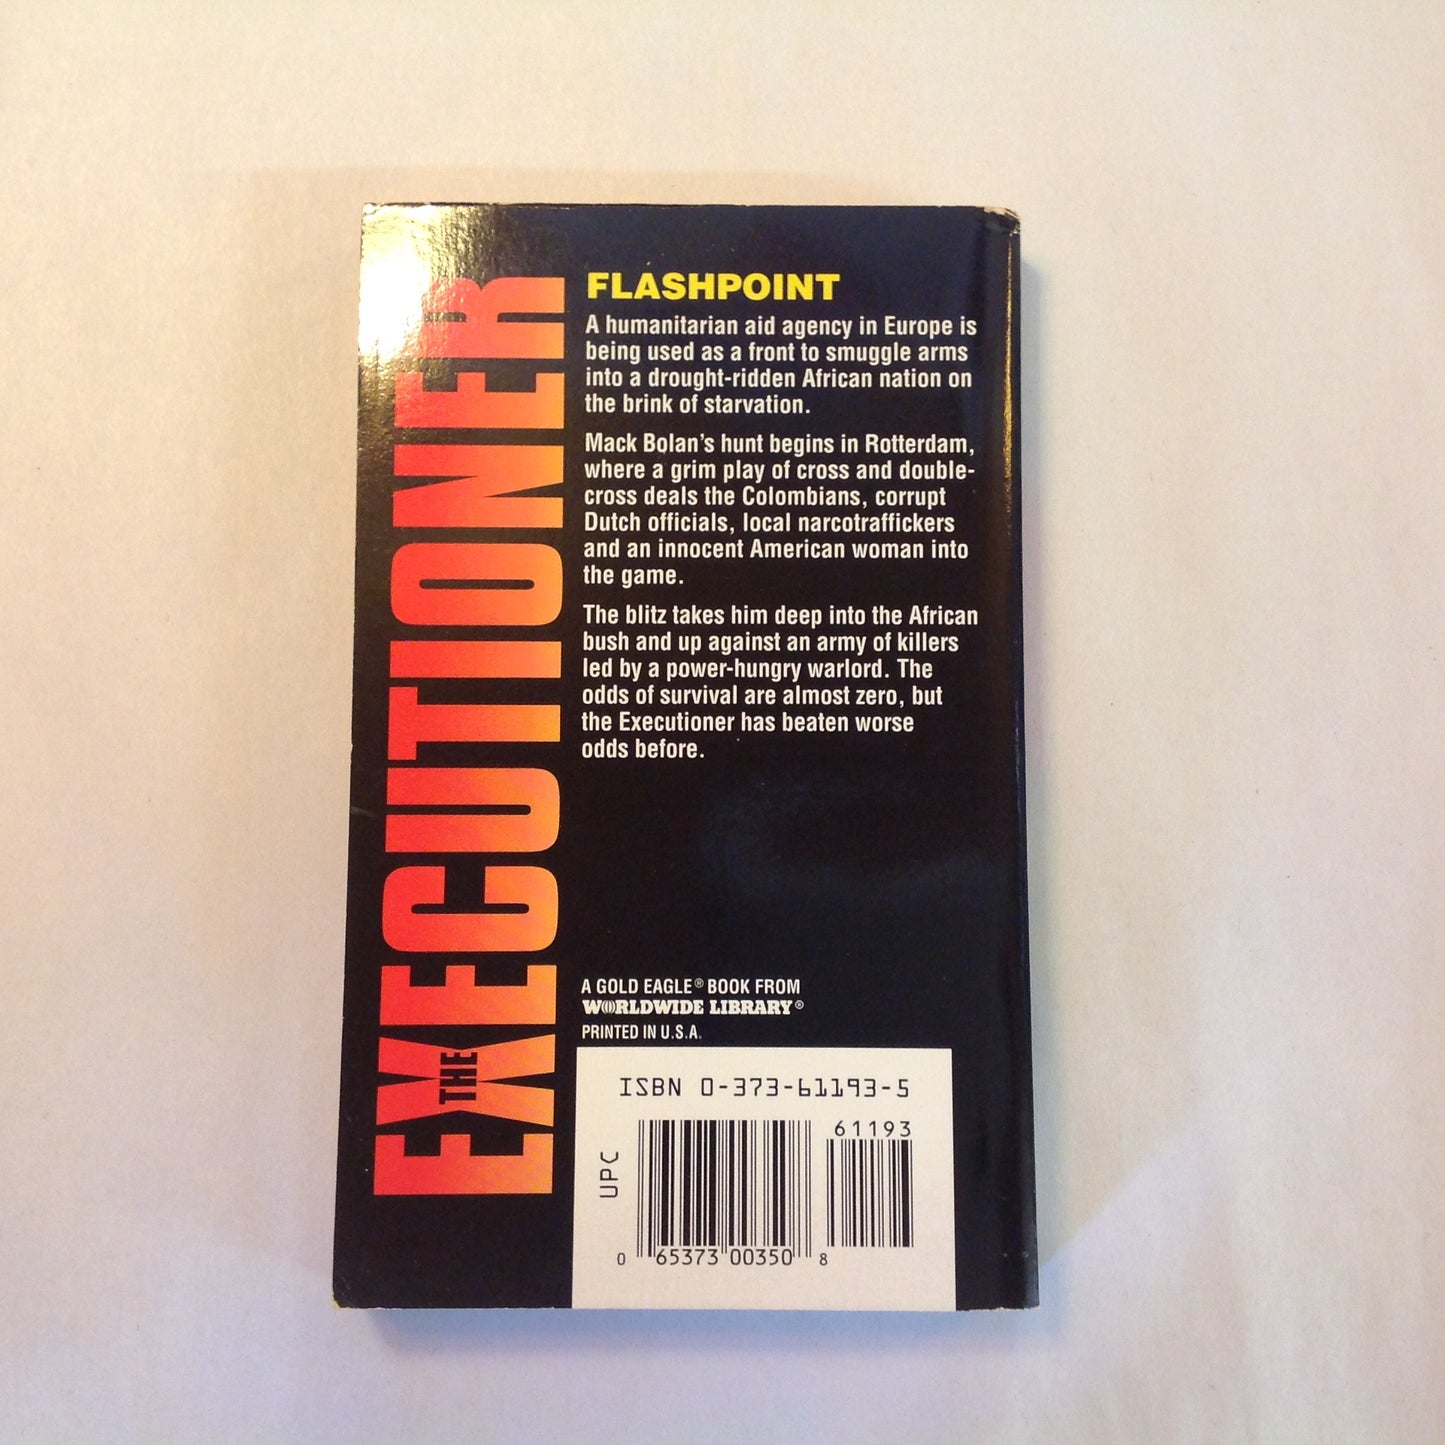 THE EXECUTIONER
FLASHPOINT
A humanitarian aid agency in Europe is
being used as a front to smuggle arms
into a drought-ridden African nation on
the brink of starvation.
Mack Bolan's hunt begins in Rotterdam,
where a grim play of cross and double-
cross deals the Colombians, corrupt
Dutch officials, local narcotraffickers
and an innocent American woman into
the game.
The blitz takes him deep into the African
bush and up against an army of killers
led by a power-hungry warlord. The
odds of survival are almost zero, but
the Executioner has beaten worse
odds before.
A GOLD EAGLE® BOOK FROM
WORLDWIDE LIBRARY®
PRINTED IN U.S.A.
ISBN 0-373-61193-5
61193
UPC
0 65373 00350 8